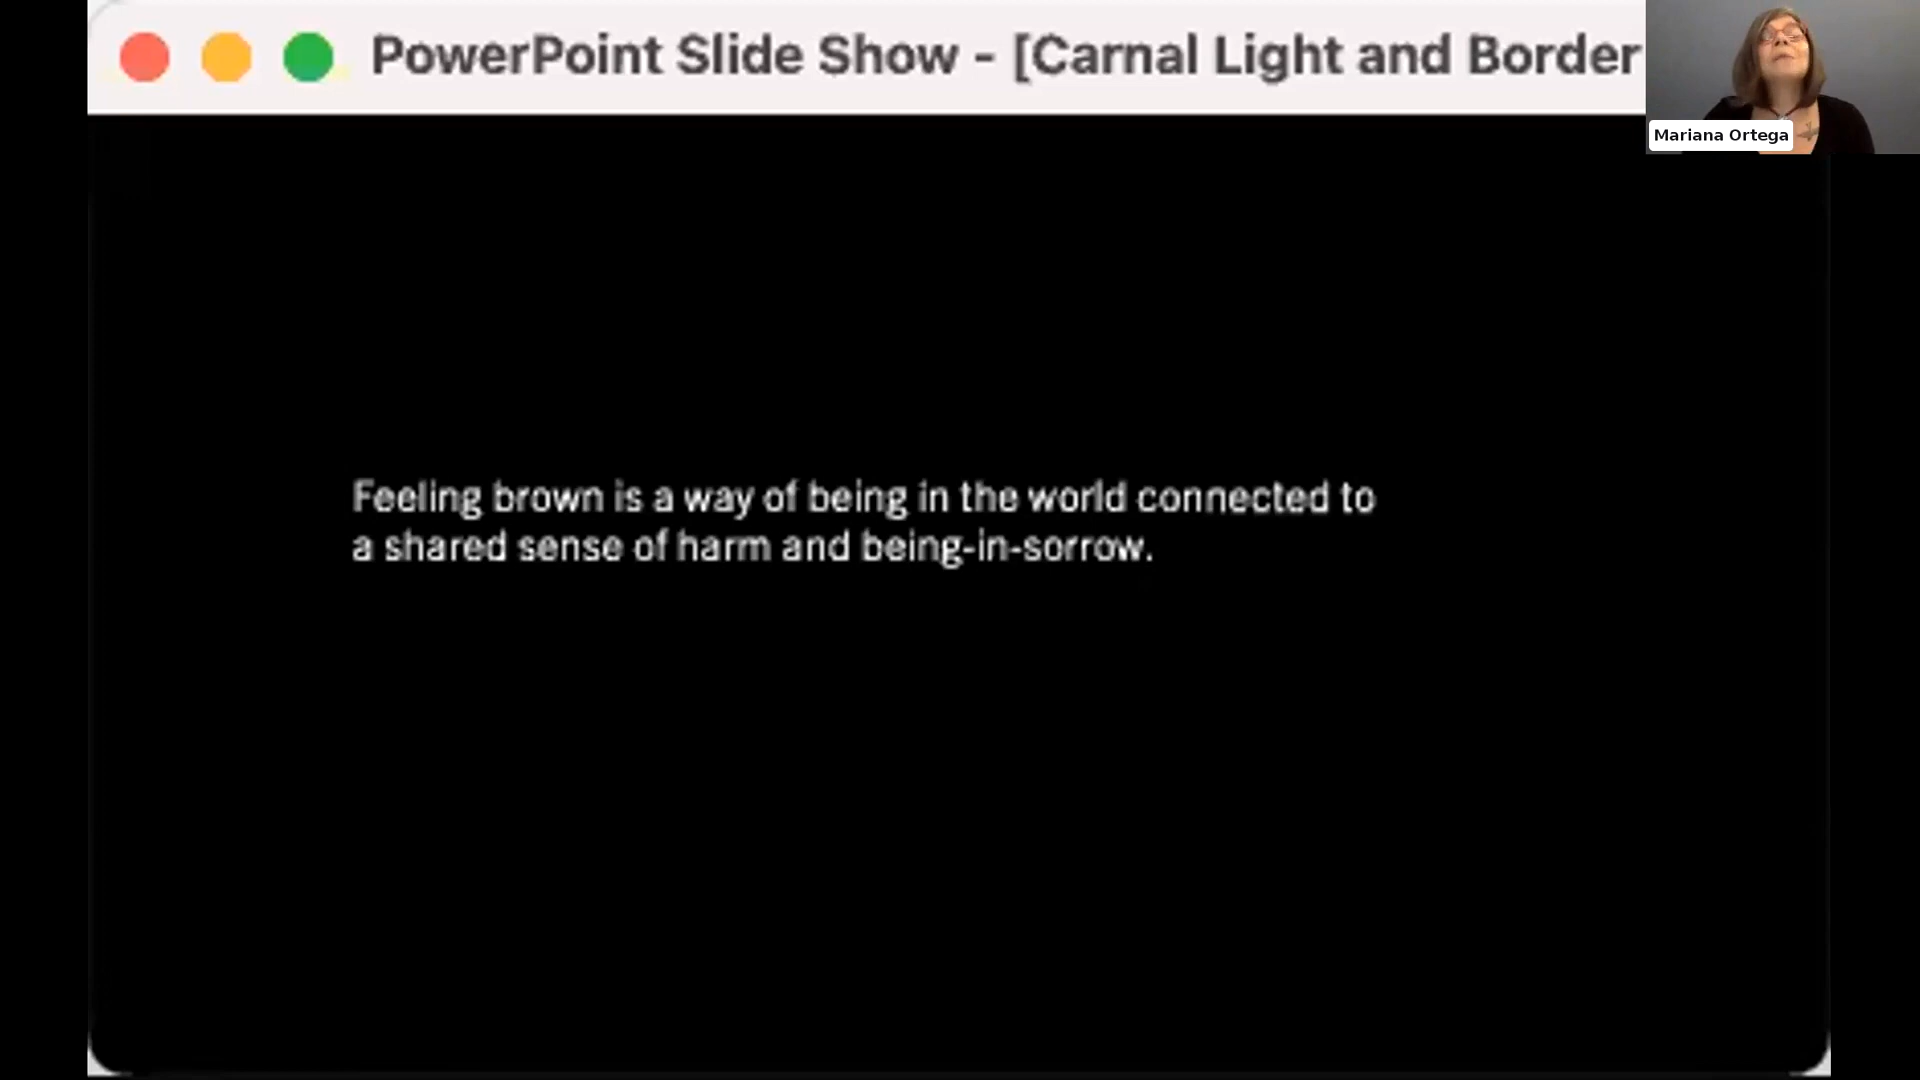 PowerPoint Slide Show - [Carnal Light and Border
Mariana Ortega
Feeling brown is a way of being in the world connected to
a shared sense of harm and being-in-sorrow.